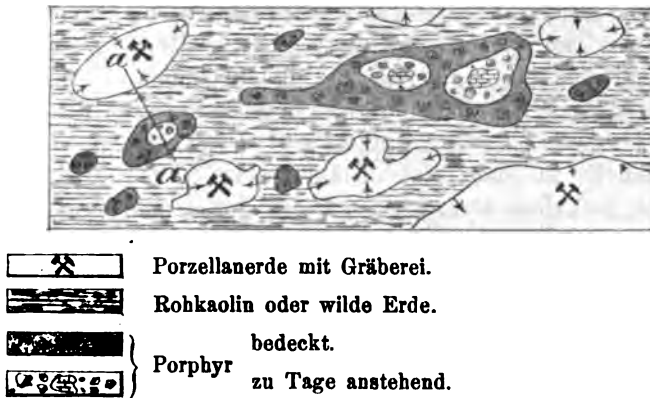 a
a
Porzellanerde mit Gräberei.
Rohkaolin oder wilde Erde.
bedeckt.
Porphyr
zu Tage anstehend.